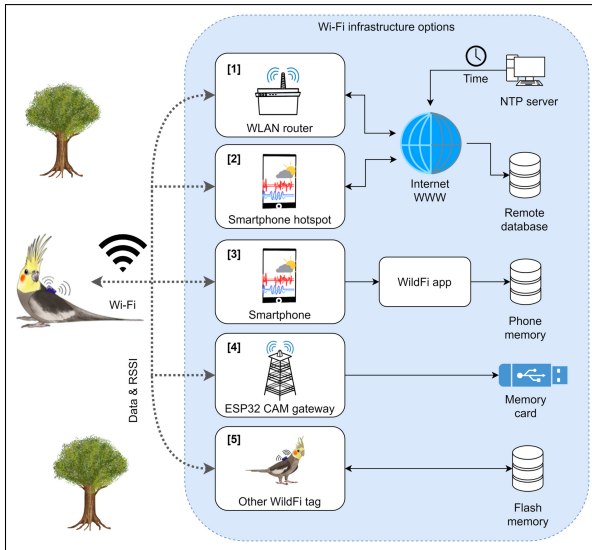 Wi-Fi infrastructure options
[1]
WLAN router
Time
NTP server
[2]
Smartphone hotspot
Internet
WWW
Remote
database
Wi-Fi
[3]
Smartphone
WildFi app
Phone
memory
Data & RSSI
[4]
ESP32 CAM gateway
Memory
card
[5]
Other WildFi tag
Flash
memory